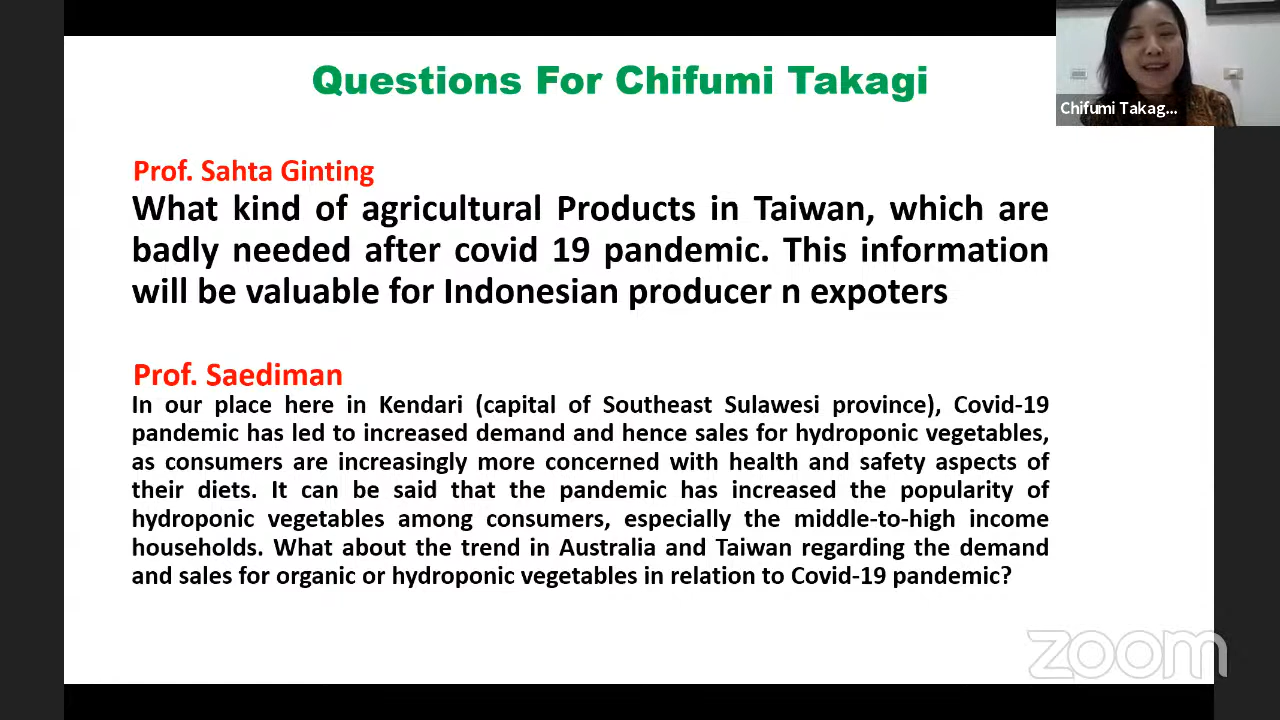 Questions For Chifumi Takagi
Chifumi Takag...
Prof. Sahta Ginting
What kind of agricultural Products in Taiwan, which are
badly needed after covid 19 pandemic. This information
will be valuable for Indonesian producer n expoters
Prof. Saediman
In our place here in Kendari (capital of Southeast Sulawesi province), Covid-19
pandemic has led to increased demand and hence sales for hydroponic vegetables,
as consumers are increasingly more concerned with health and safety aspects of
their diets. It can be said that the pandemic has increased the popularity of
hydroponic vegetables among consumers, especially the middle-to-high income
households. What about the trend in Australia and Taiwan regarding the demand
and sales for organic or hydroponic vegetables in relation to Covid-19 pandemic?
zoom